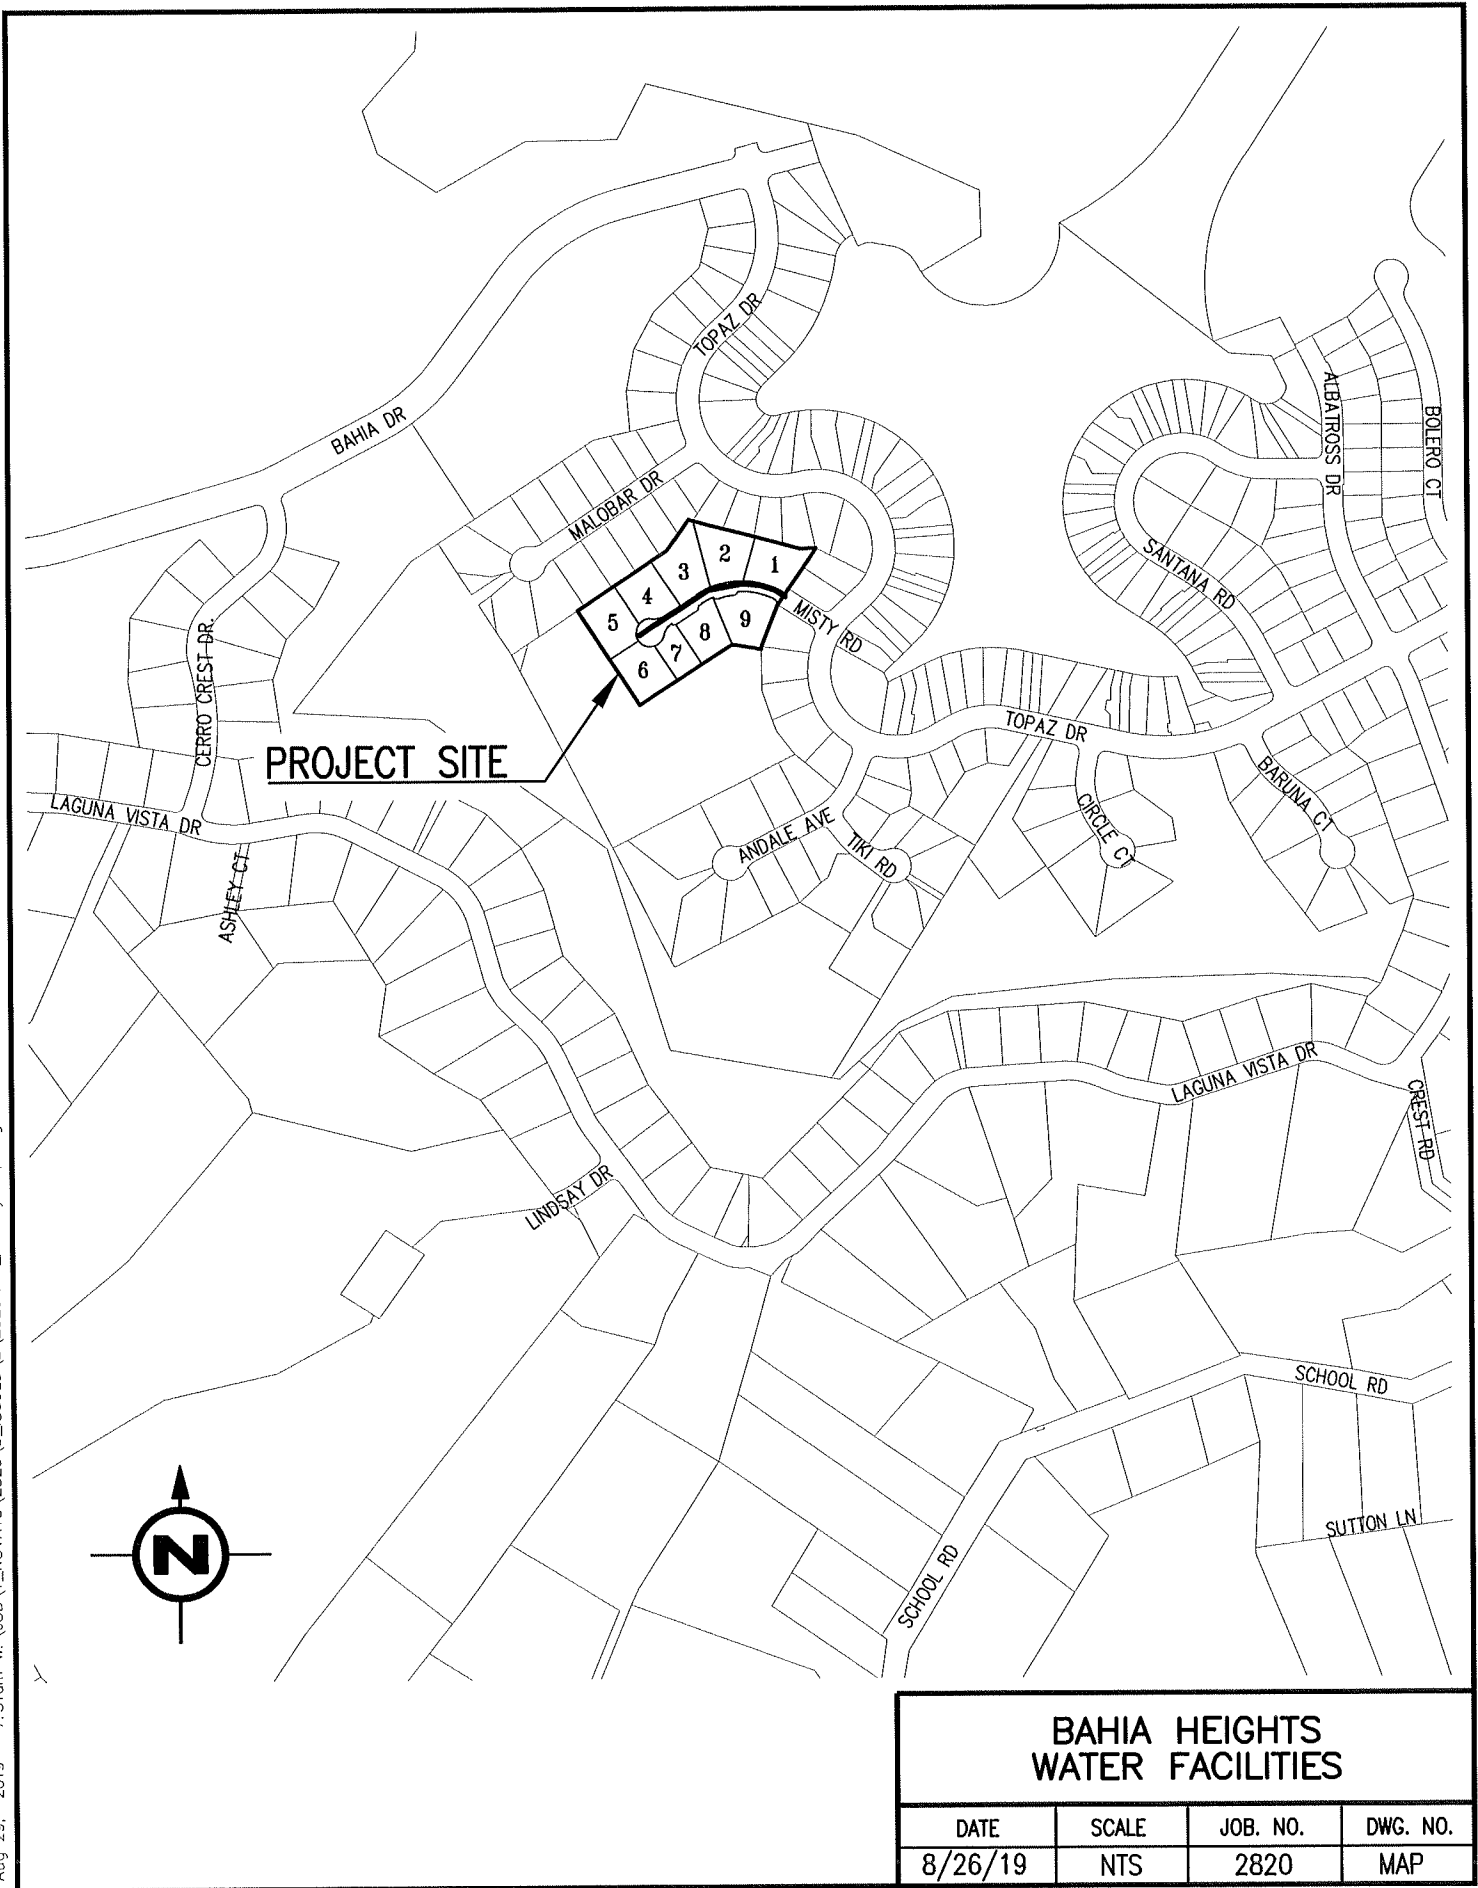 TOPAZ DR
BAHIA DR
ALBATROSS DR
BOLERO CT
MALOBAR DR
SANTANA RD
2
1
3
4
5
MISTY RD
9
8
7
6
CERRO CREST DR.
TOPAZ DR
PROJECT SITE
BARUNA CT
LAGUNA VISTA DR
CIRCLE CT
ANDALE AVE
TIKI RD
ASHLEY CT
LAGUNA VISTA DR
CREST RD
LINDSAY DR
SCHOOL RD
SUTTON LN
SCHOOL RD
N
BAHIA HEIGHTS
WATER FACILITIES
DATE SCALE JOB. NO. DWG. NO.
8/26/19 NTS 2820 MAP